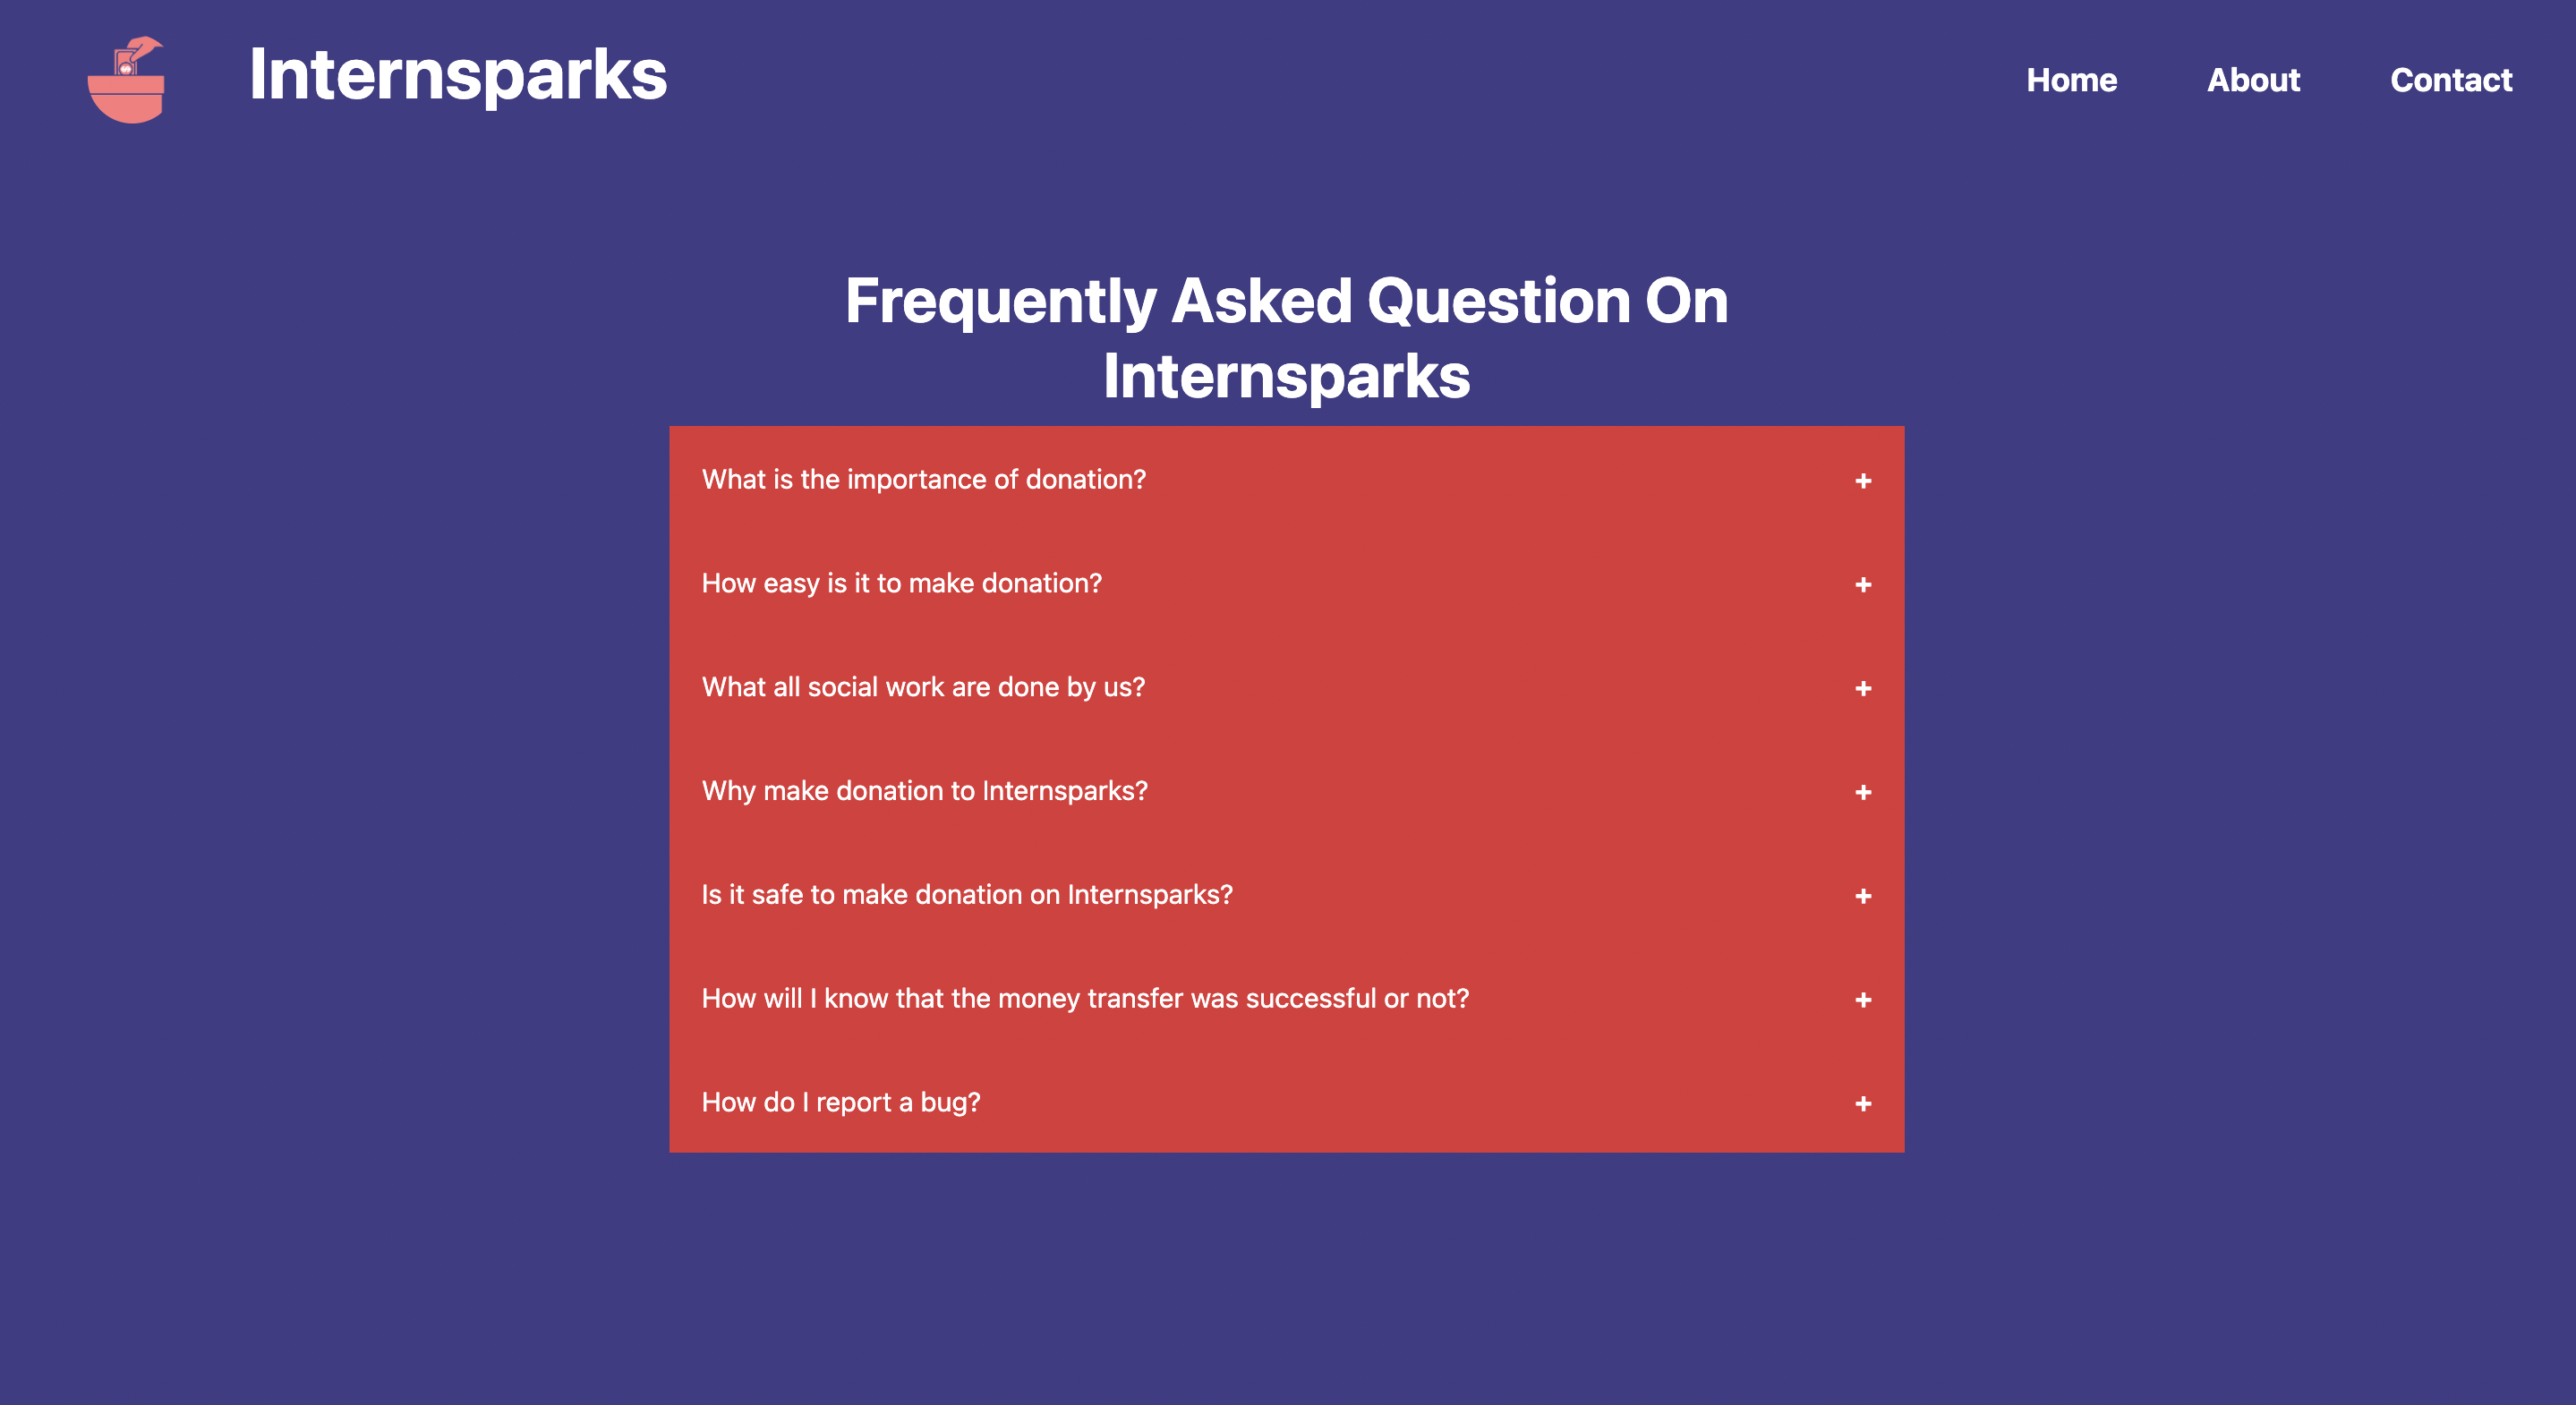 Internsparks
Home
About
Contact
Frequently Asked Question On
Internsparks
What is the importance of donation?
+
How easy is it to make donation?
+
What all social work are done by us?
+
Why make donation to Internsparks?
+
Is it safe to make donation on Internsparks?
+
How will I know that the money transfer was successful or not?
+
How do I report a bug?
+